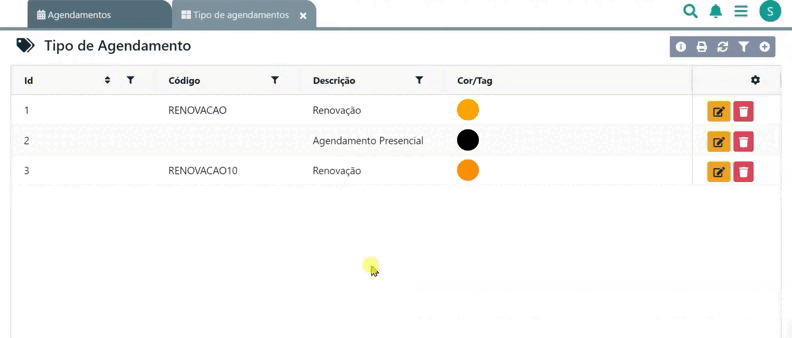 Agendamentos
Tipo de agendamentos
S
Tipo de Agendamento
Id Código Descrição Cor/Tag
1 RENOVACAO Renovação
2 Agendamento Presencial
3 RENOVACAO10 Renovação